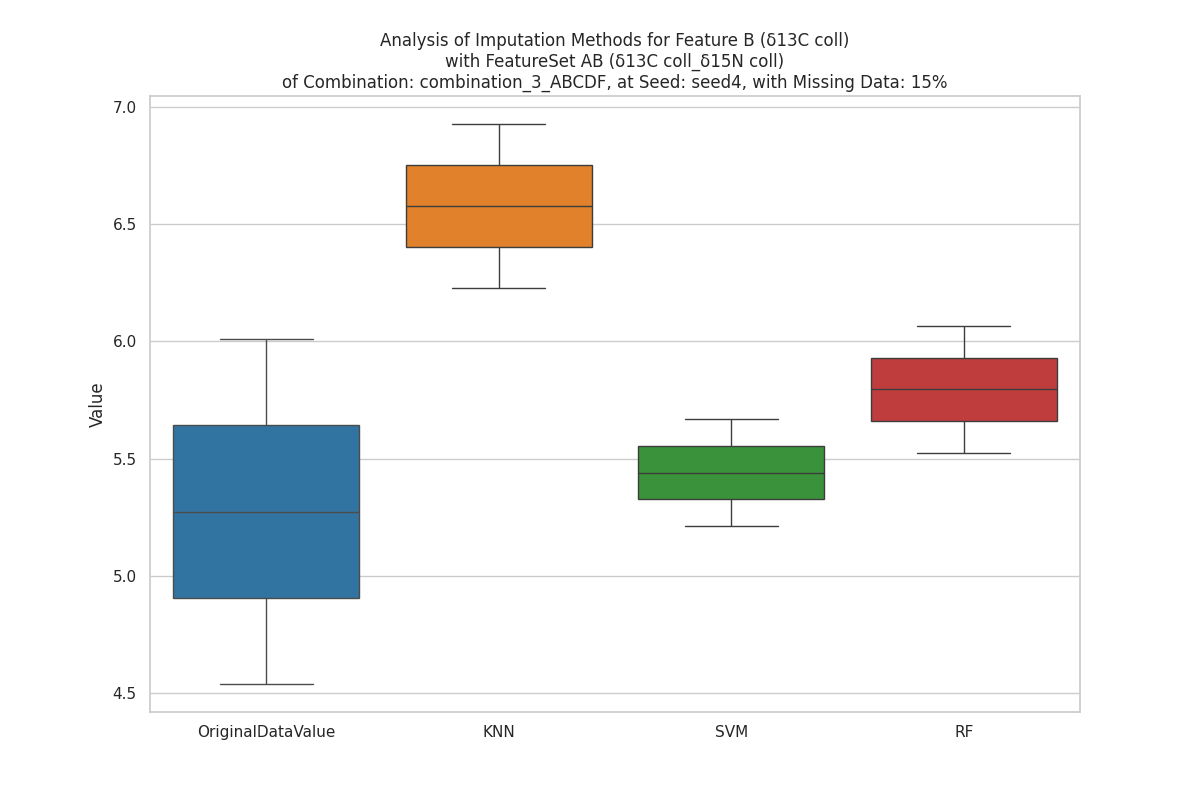 Analysis of Imputation Methods for Feature B (δ13C coll)
with FeatureSet AB (δ13C coll_δ15N coll)
of Combination: combination_3_ABCDF, at Seed: seed4, with Missing Data: 15%
7.0
6.5
6.0
5.5
5.0
4.5
Value
OriginalDataValue
KNN
SVM
RF